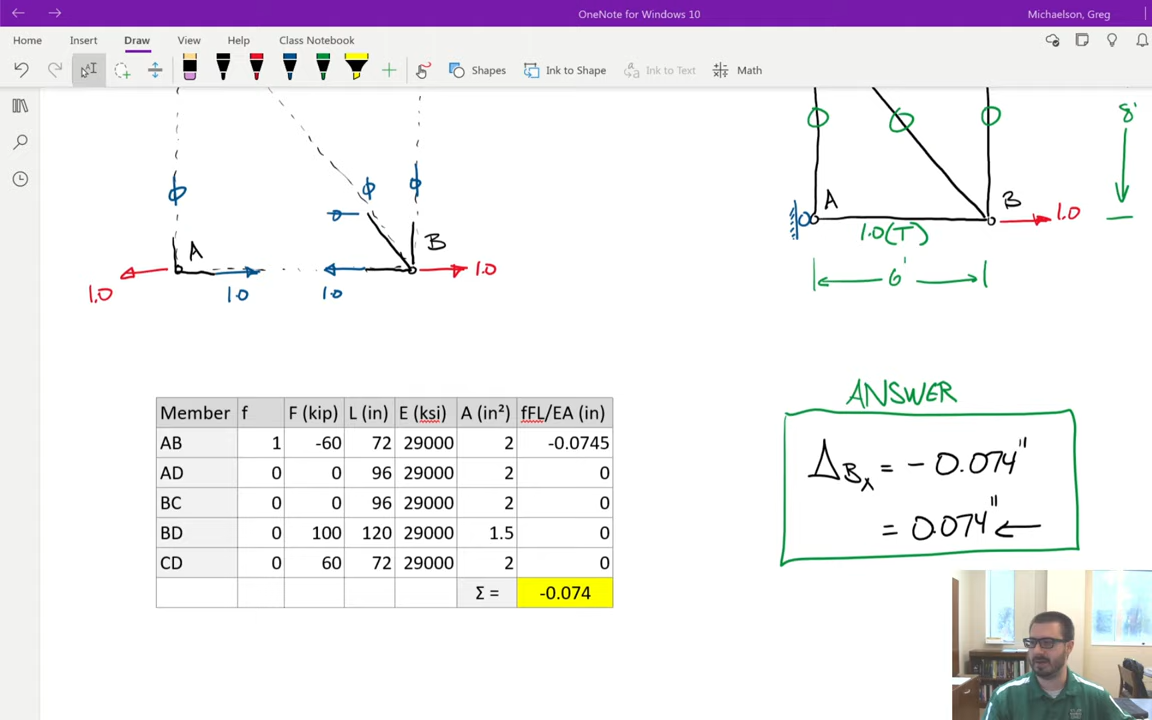 OneNote for Windows 10
Michaelson, Greg
Home Insert Draw View Help Class Notebook
Shapes Ink to Shape Ink to Text Math
8'
A
B
1.0
1.0
1.0
1.0
A
B
1.0
1.0(T)
6'
Member f F (kip) L (in) E (ksi) A (in²) fFL/EA (in)
AB 1 -60 72 29000 2 -0.0745
AD 0 0 96 29000 2 0
BC 0 0 96 29000 2 0
BD 0 100 120 29000 1.5 0
CD 0 60 72 29000 2 0
Σ = -0.074
ANSWER
ΔBx = -0.074"
= 0.074" ←